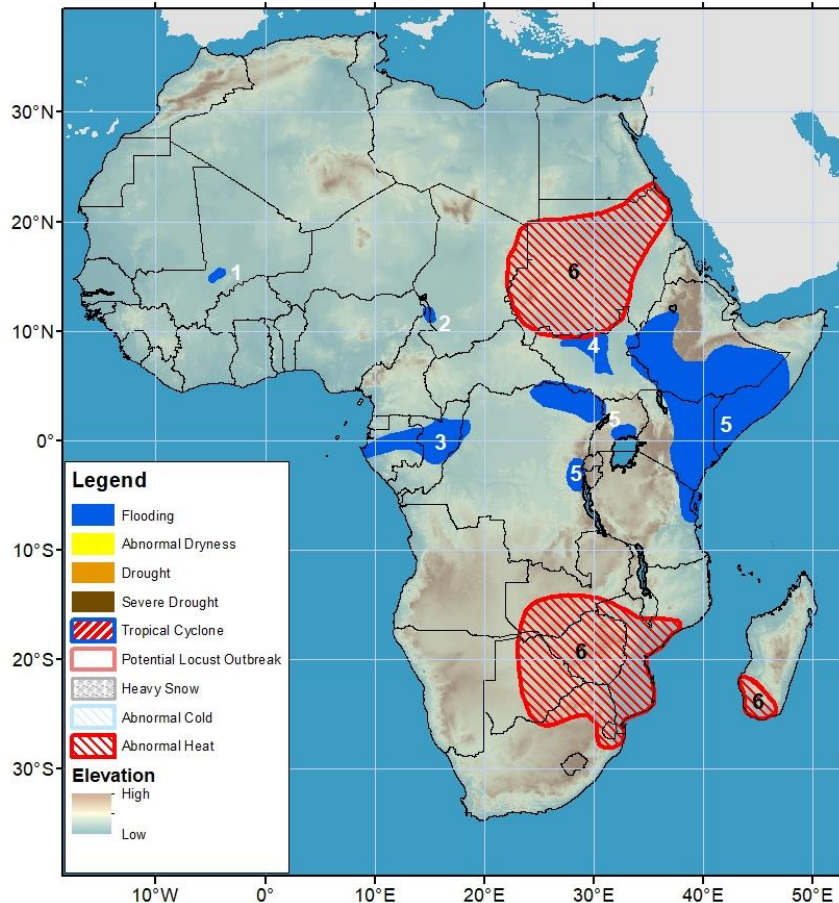 30°N
20°N
10°N
0°
10°S
20°S
30°S
1
2
3
4
5
5
5
6
6
6
Legend
Flooding
Abnormal Dryness
Drought
Severe Drought
Tropical Cyclone
Potential Locust Outbreak
Heavy Snow
Abnormal Cold
Abnormal Heat
Elevation
High
Low
10°W 0° 10°E 20°E 30°E 40°E 50°E